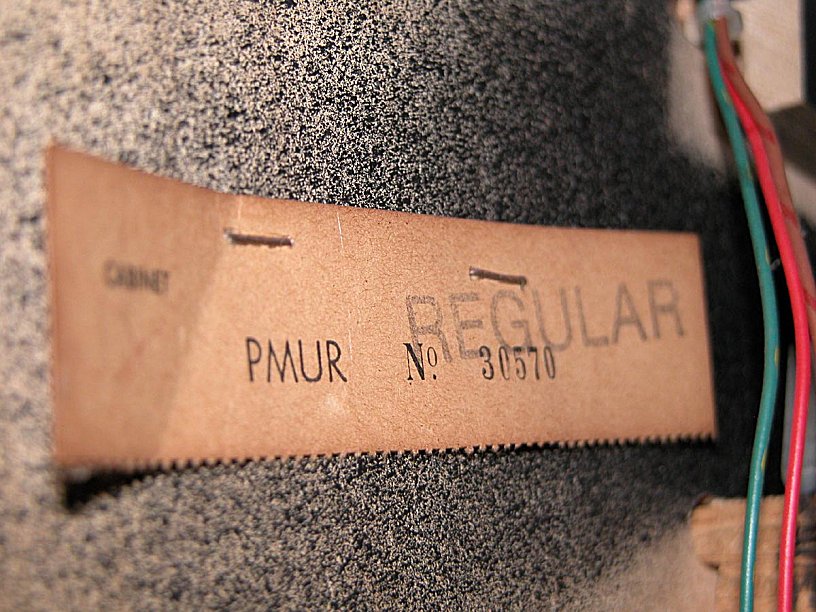 CABINET
REGULAR
PMUR Nº 30570